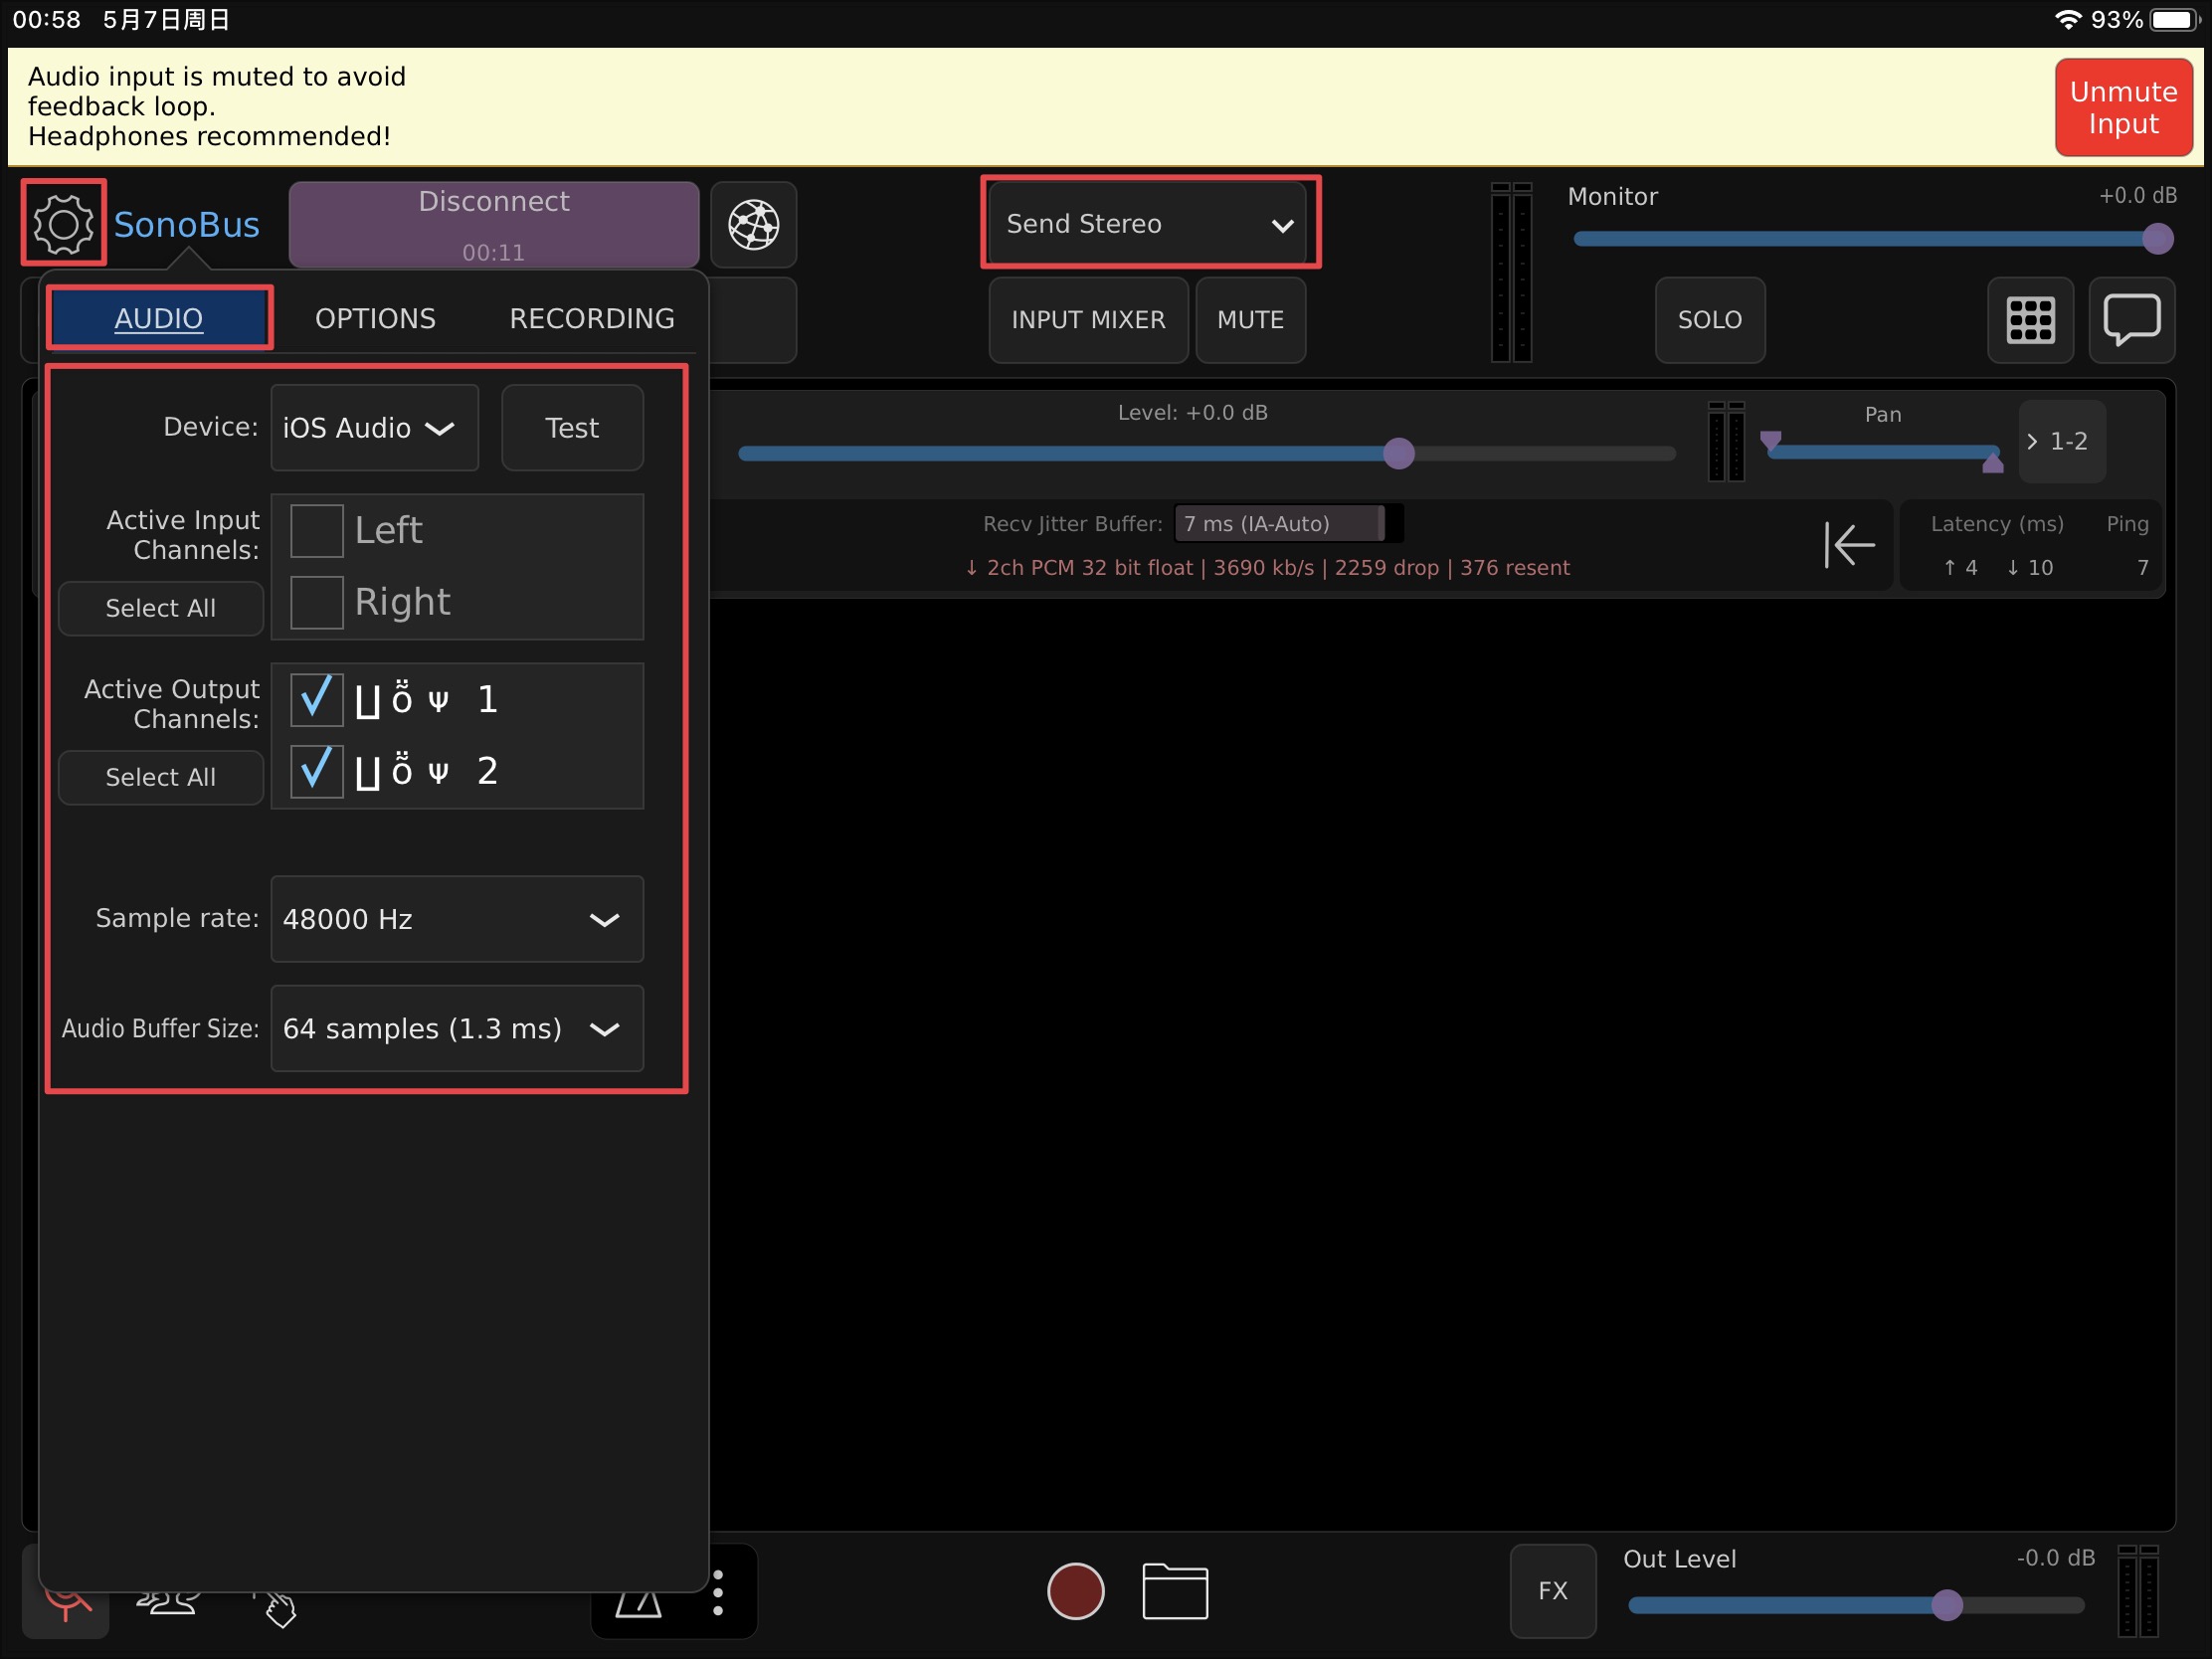 00:58 5月7日周日
93%
Audio input is muted to avoid
feedback loop.
Headphones recommended!
Unmute
Input
SonoBus
Disconnect
00:11
Send Stereo
Monitor
+0.0 dB
AUDIO
OPTIONS
RECORDING
INPUT MIXER
MUTE
SOLO
Device:
iOS Audio
Test
Level: +0.0 dB
Pan
> 1-2
Active Input
Channels:
Left
Right
Select All
Recv Jitter Buffer:
7 ms (IA-Auto)
↓ 2ch PCM 32 bit float | 3690 kb/s | 2259 drop | 376 resent
Latency (ms)
Ping
↑ 4 ↓ 10
7
Active Output
Channels:
1
2
Select All
Sample rate:
48000 Hz
Audio Buffer Size:
64 samples (1.3 ms)
FX
Out Level
-0.0 dB